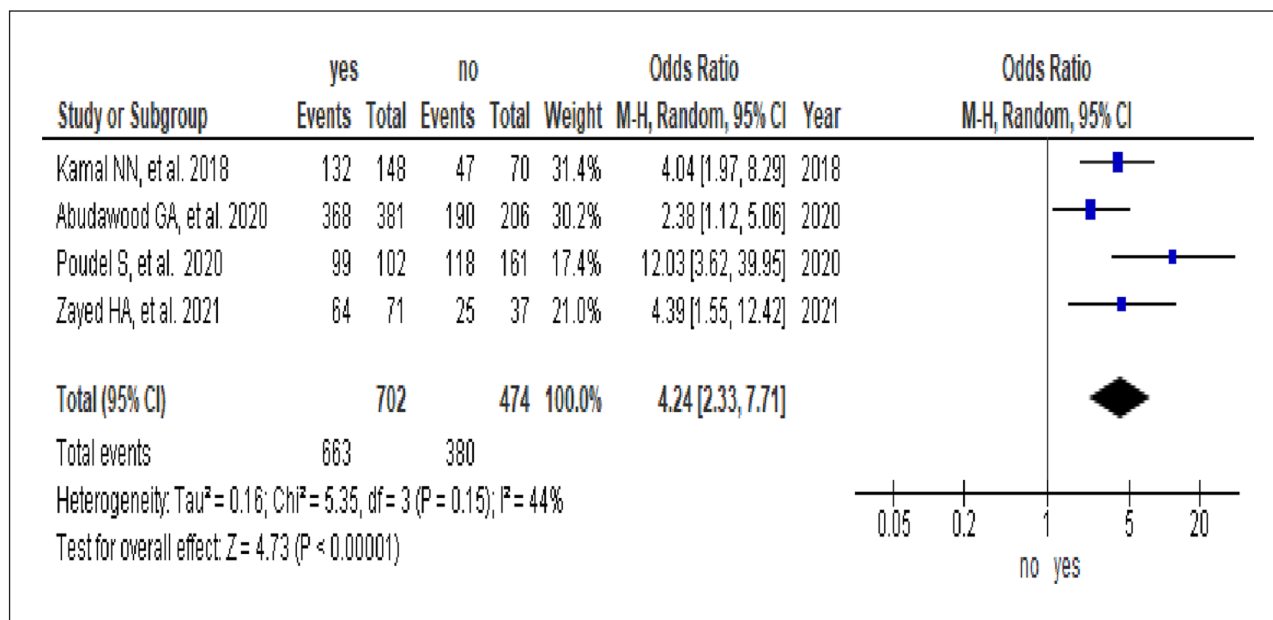 yes no Odds Ratio Odds Ratio
Study or Subgroup Events Total Events Total Weight M-H, Random, 95% CI Year M-H, Random, 95% CI
Kamal NN, et al. 2018 132 148 47 70 31.4% 4.04 [1.97, 8.29] 2018
Abudawood GA, et al. 2020 368 381 190 206 30.2% 2.38 [1.12, 5.06] 2020
Poudel S, et al. 2020 99 102 118 161 17.4% 12.03 [3.62, 39.95] 2020
Zayed HA, et al. 2021 64 71 25 37 21.0% 4.39 [1.55, 12.42] 2021
Total (95% CI) 702 474 100.0% 4.24 [2.33, 7.71]
Total events 663 380
Heterogeneity: Tau² = 0.16; Chi² = 5.35, df = 3 (P = 0.15); I² = 44%
Test for overall effect: Z = 4.73 (P < 0.00001)
0.05 0.2 1 5 20
no yes